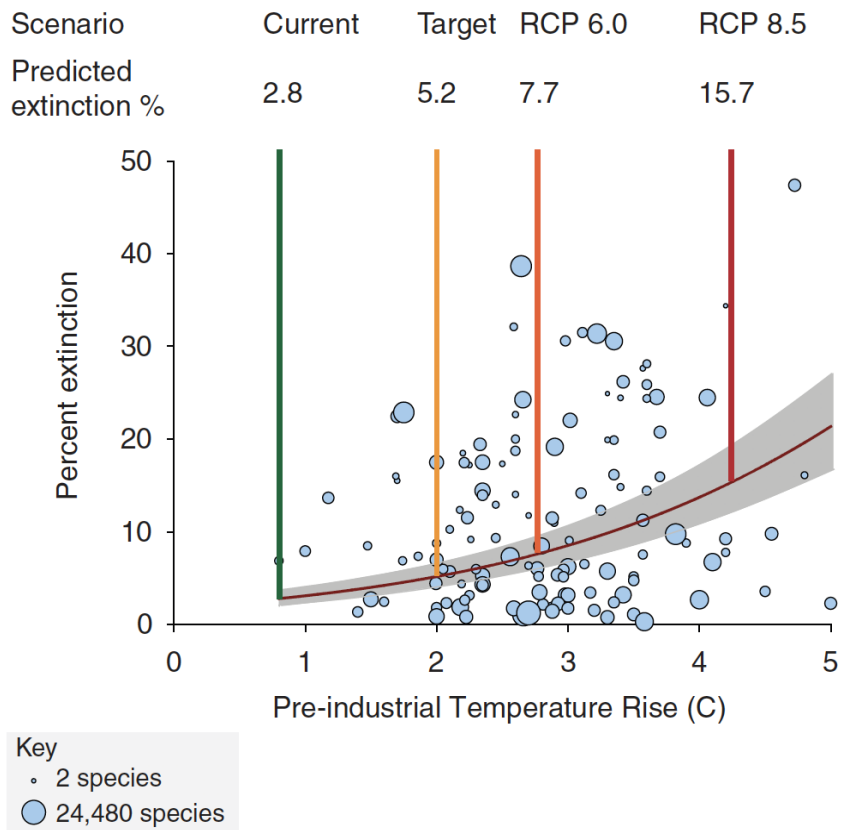 Scenario Current Target RCP 6.0 RCP 8.5
Predicted
extinction % 2.8 5.2 7.7 15.7
50
40
30
20
10
0
Percent extinction
0 1 2 3 4 5
Pre-industrial Temperature Rise (C)
Key
2 species
24,480 species